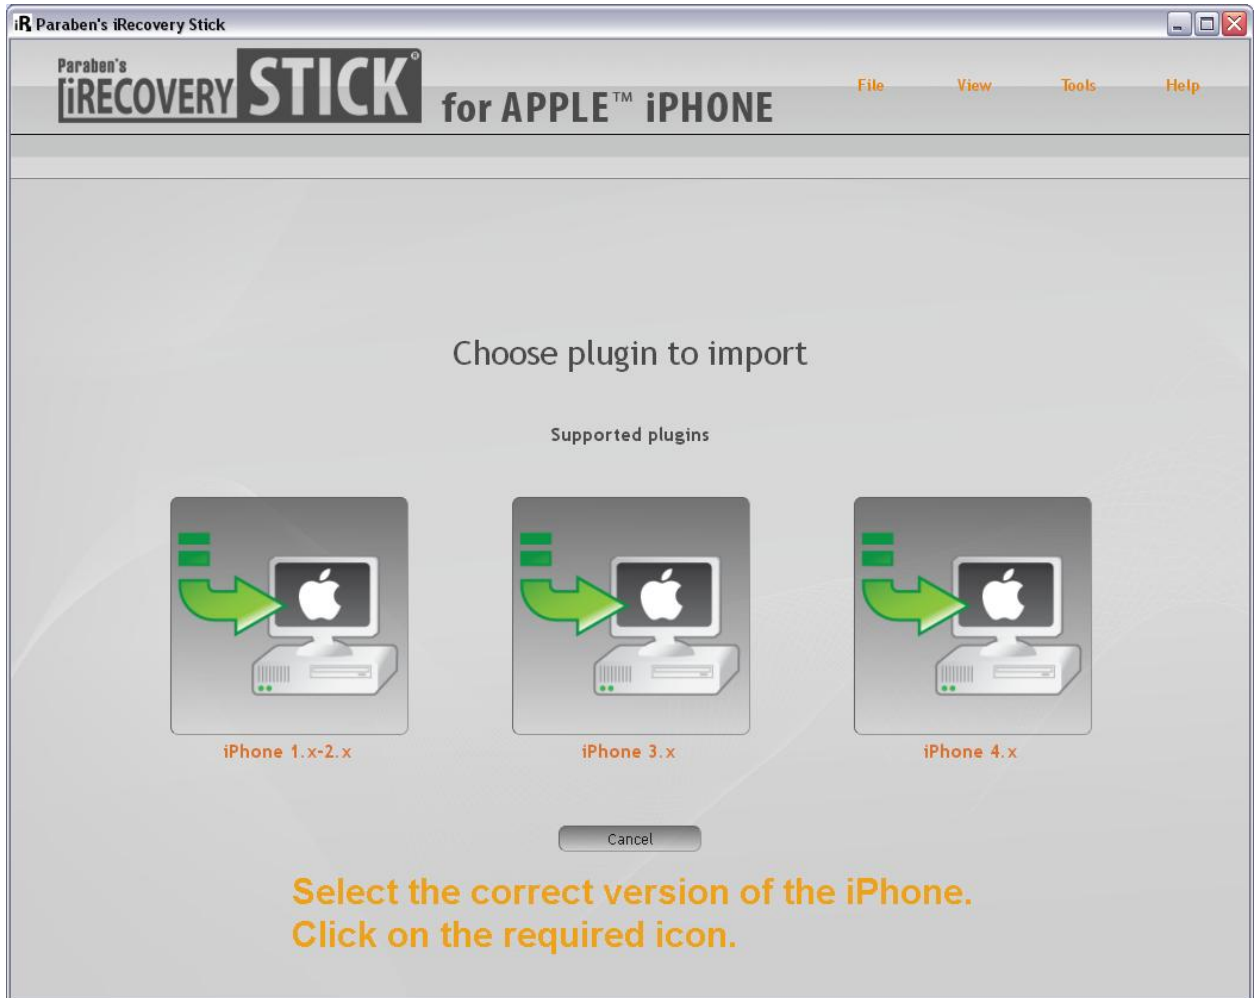 iR Paraben's iRecovery Stick
Paraben's
iRECOVERY STICK® for APPLE™ iPHONE
File View Tools Help
Choose plugin to import
Supported plugins
iPhone 1.x-2.x iPhone 3.x iPhone 4.x
Cancel
Select the correct version of the iPhone.
Click on the required icon.